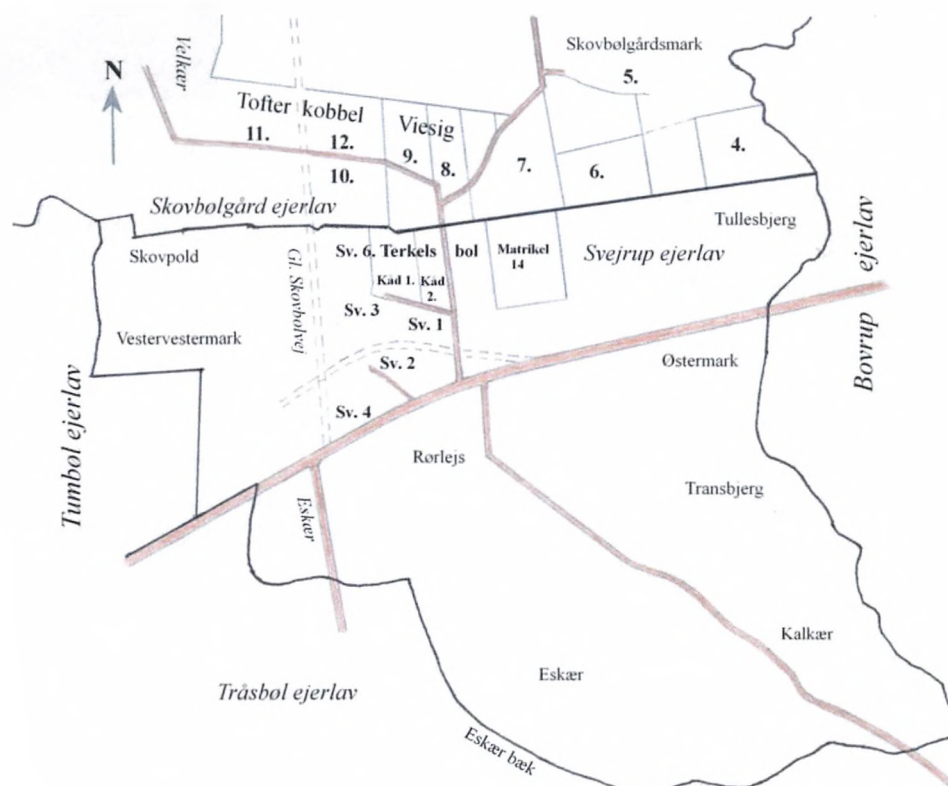 Velkær
N
Skovbølgårdsmark
5.
Tofter kobbel
11.
12.
Viesig
9.
8.
7.
6.
4.
10.
Skovbølgård ejerlav
Tullesbjerg
Skovpold
Sv. 6. Terkels bol
Matrikel
14
Svejrup ejerlav
Bovrup ejerlav
Gl. Skovbølvej
Kåd 1.
Kåd
2.
Sv. 3
Sv. 1
Vestervestermark
Sv. 2
Østermark
Sv. 4
Tumbøl ejerlav
Rørlejs
Transbjerg
Eskær
Kalkær
Eskær
Tråsbøl ejerlav
Eskær bæk